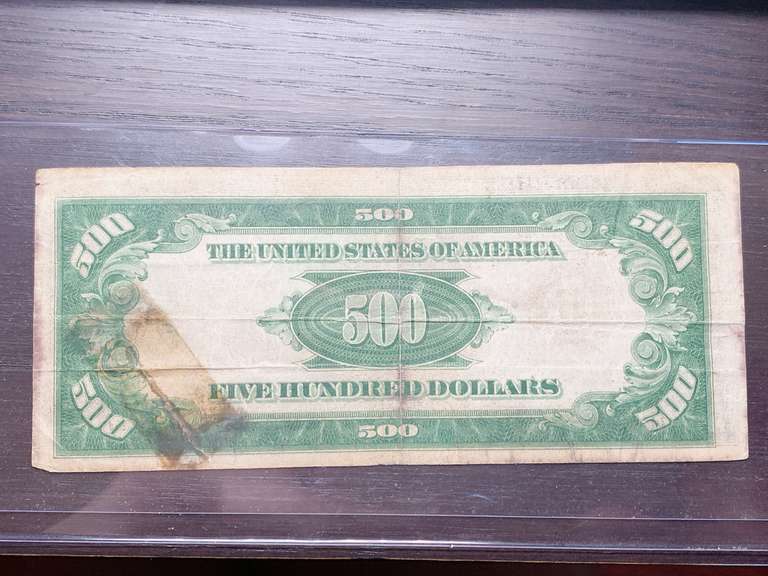 500 500 500
THE UNITED STATES OF AMERICA
500
FIVE HUNDRED DOLLARS
500 500 500